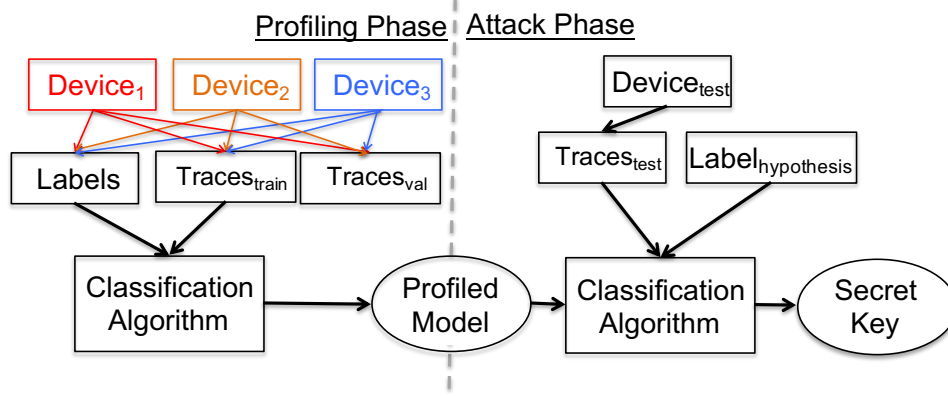 Profiling Phase
Attack Phase
Device1
Device2
Device3
Devicetest
Labels
Tracestrain
Tracesval
Tracestest
Labelhypothesis
Classification
Algorithm
Profiled
Model
Classification
Algorithm
Secret
Key